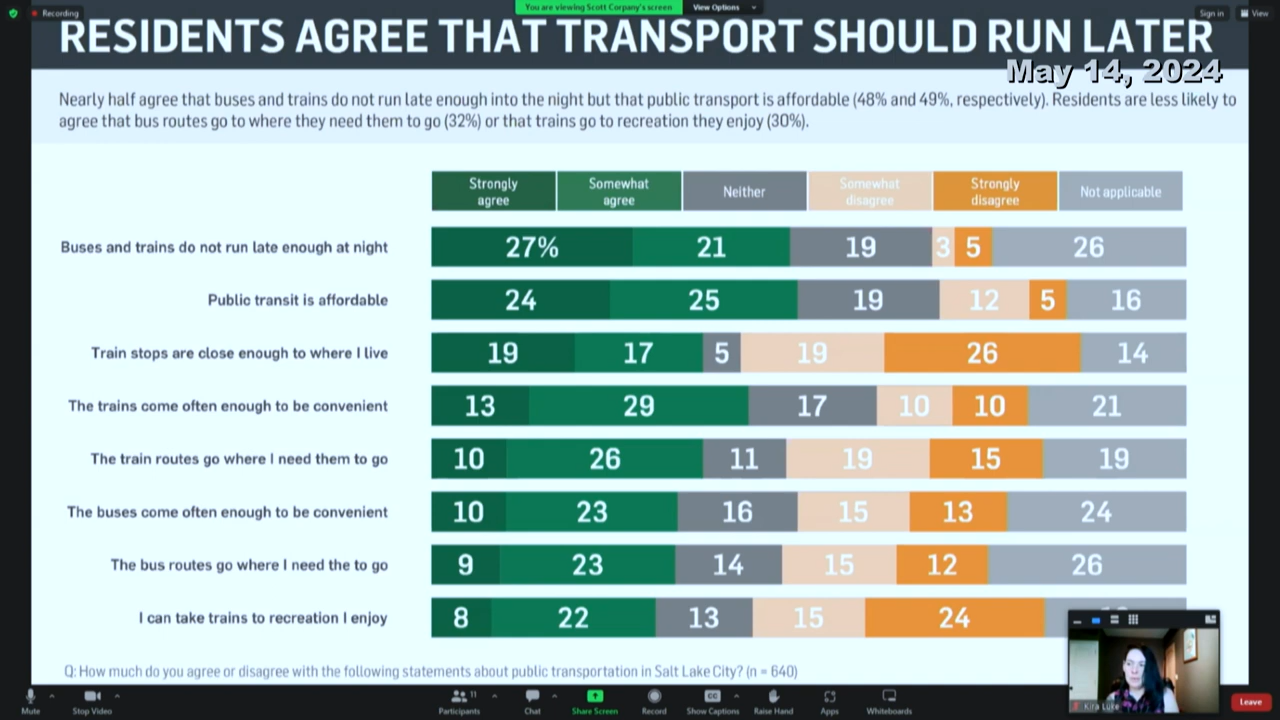 Recording
You are viewing Scott Corpany's screen
View Options
Sign in
View
RESIDENTS AGREE THAT TRANSPORT SHOULD RUN LATER
May 14, 2024
Nearly half agree that buses and trains do not run late enough into the night but that public transport is affordable (48% and 49%, respectively). Residents are less likely to
agree that bus routes go to where they need them to go (32%) or that trains go to recreation they enjoy (30%).
Strongly agree
Somewhat agree
Neither
Somewhat disagree
Strongly disagree
Not applicable
Buses and trains do not run late enough at night 27% 21 19 3 5 26
Public transit is affordable 24 25 19 12 5 16
Train stops are close enough to where I live 19 17 5 19 26 14
The trains come often enough to be convenient 13 29 17 10 10 21
The train routes go where I need them to go 10 26 11 19 15 19
The buses come often enough to be convenient 10 23 16 15 13 24
The bus routes go where I need the to go 9 23 14 15 12 26
I can take trains to recreation I enjoy 8 22 13 15 24
Q: How much do you agree or disagree with the following statements about public transportation in Salt Lake City? (n = 640)
Kira Luke
Mute
Stop Video
Participants
11
Chat
Share Screen
Record
CC
Show Captions
Raise Hand
Apps
Whiteboards
Leave